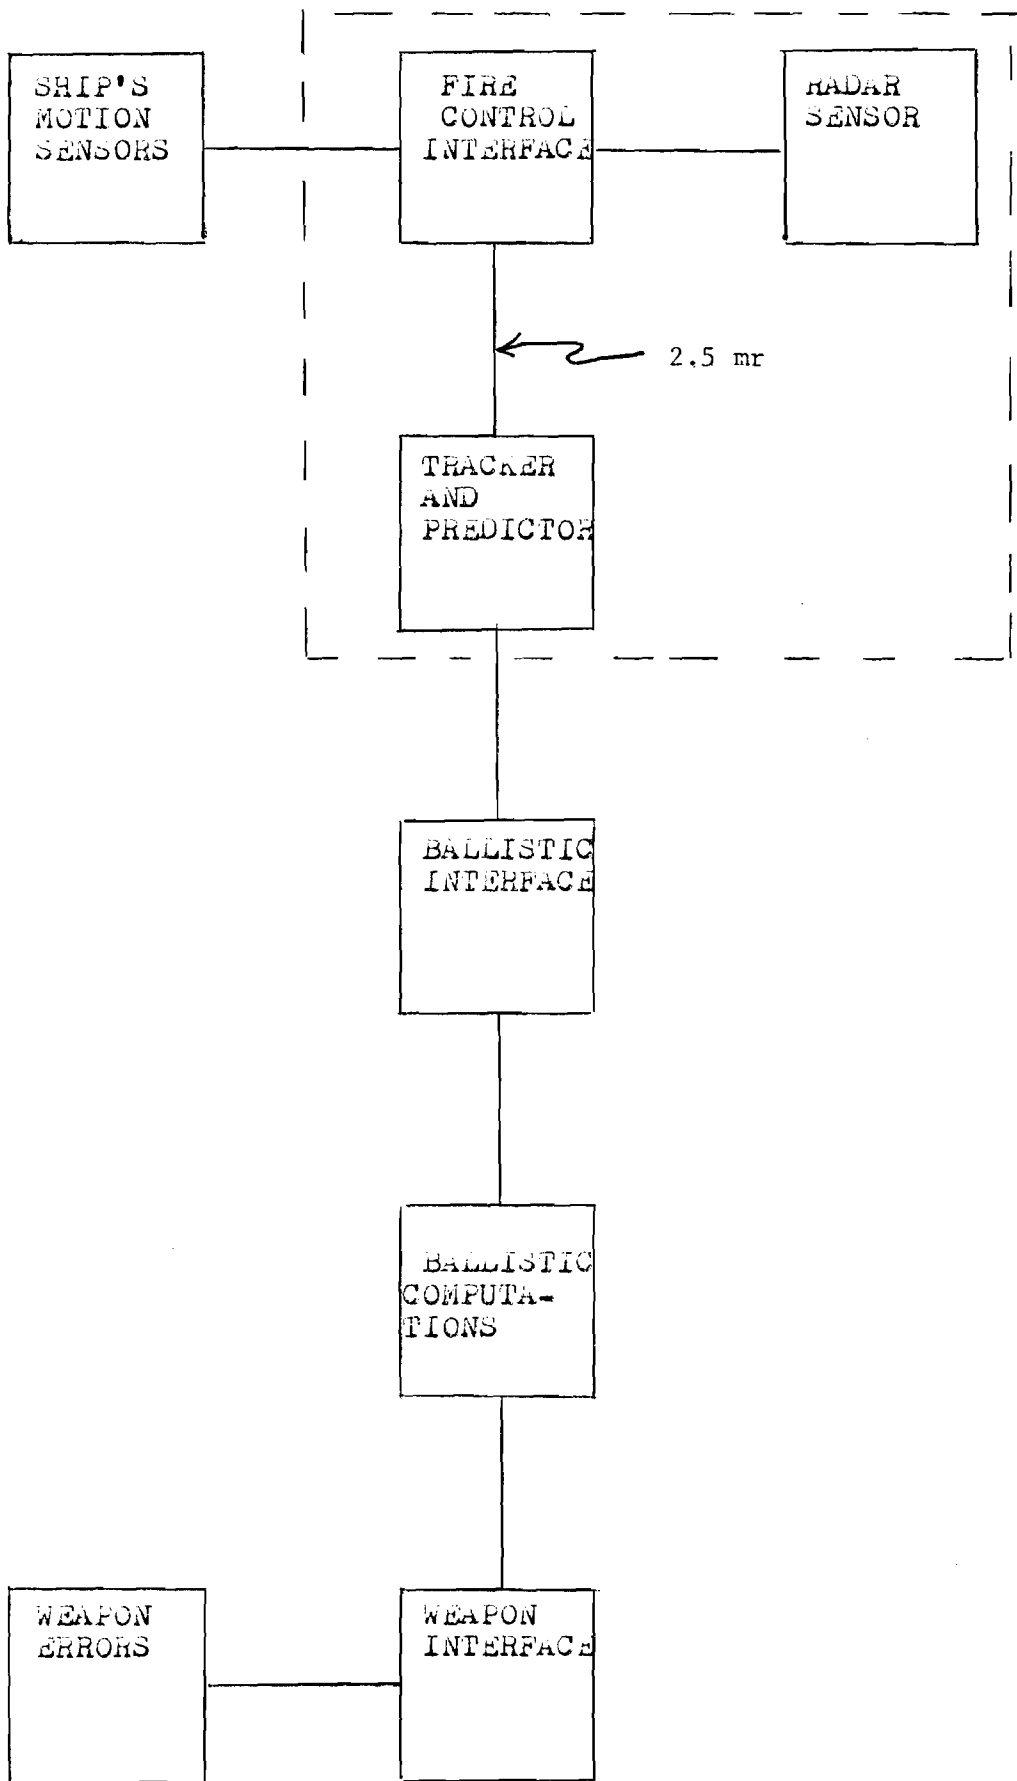 SHIP'S
MOTION
SENSORS
FIRE
CONTROL
INTERFACE
RADAR
SENSOR
2.5 mr
TRACKER
AND
PREDICTOR
BALLISTIC
INTERFACE
BALLISTIC
COMPUTA-
TIONS
WEAPON
ERRORS
WEAPON
INTERFACE